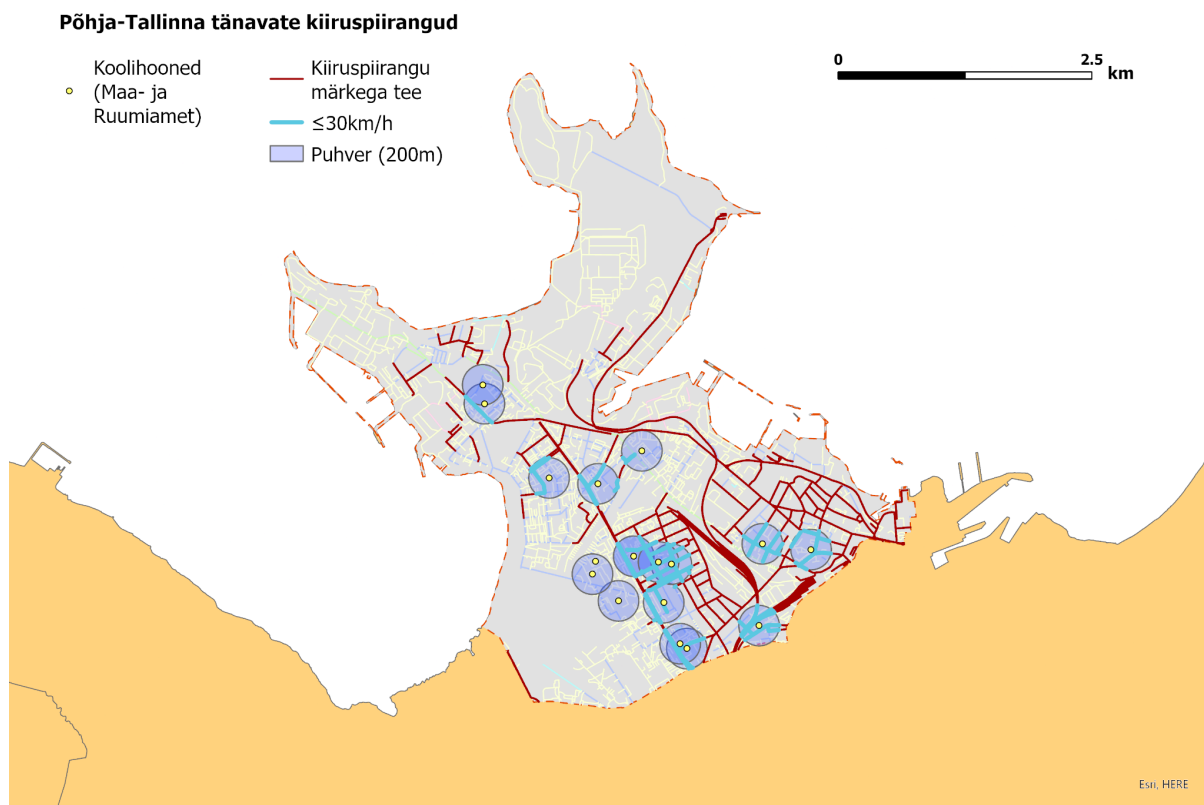 Põhja-Tallinna tänavate kiiruspiirangud
Koolihooned
(Maa- ja
Ruumiamet)
Kiiruspiirangu
märkega tee
≤30km/h
Puhver (200m)
0 2.5
km
Esri, HERE